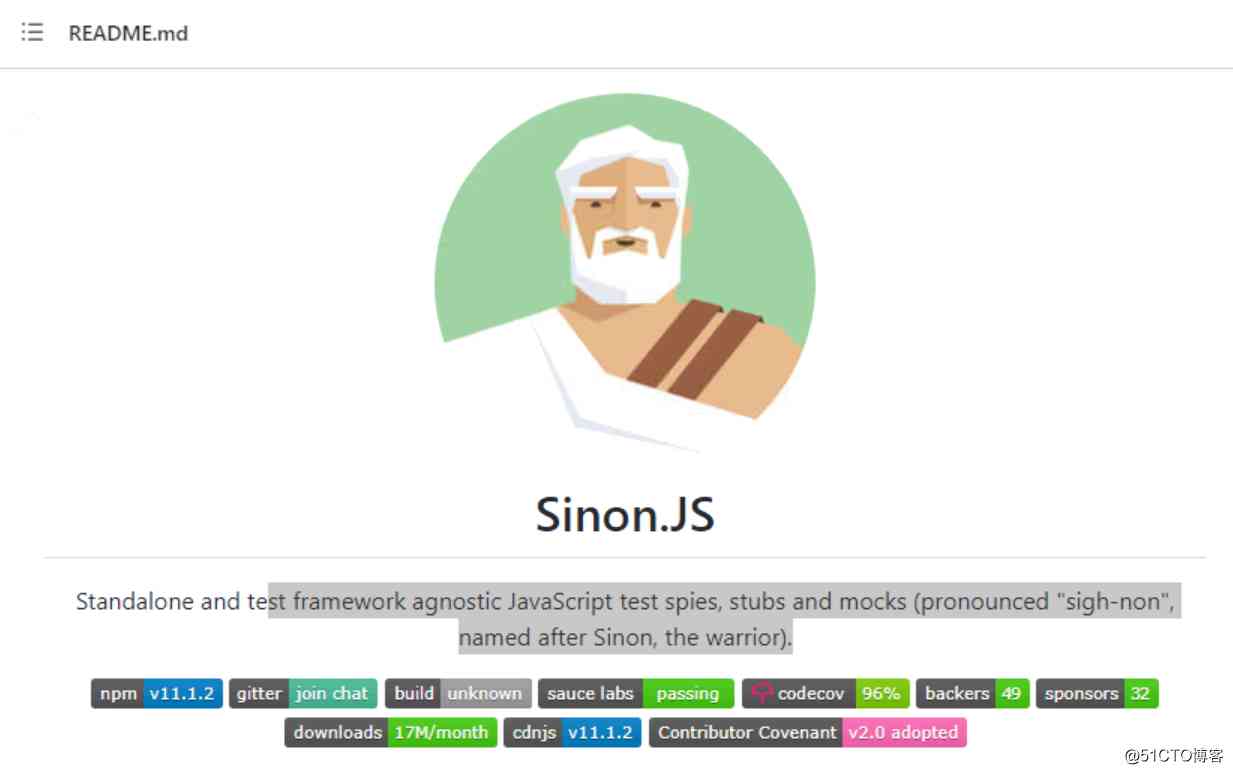 README.md
Sinon.JS
Standalone and test framework agnostic JavaScript test spies, stubs and mocks (pronounced "sigh-non",
named after Sinon, the warrior).
npm v11.1.2 gitter join chat build unknown sauce labs passing codecov 96% backers 49 sponsors 32
downloads 17M/month cdnjs v11.1.2 Contributor Covenant v2.0 adopted
@51CTO博客